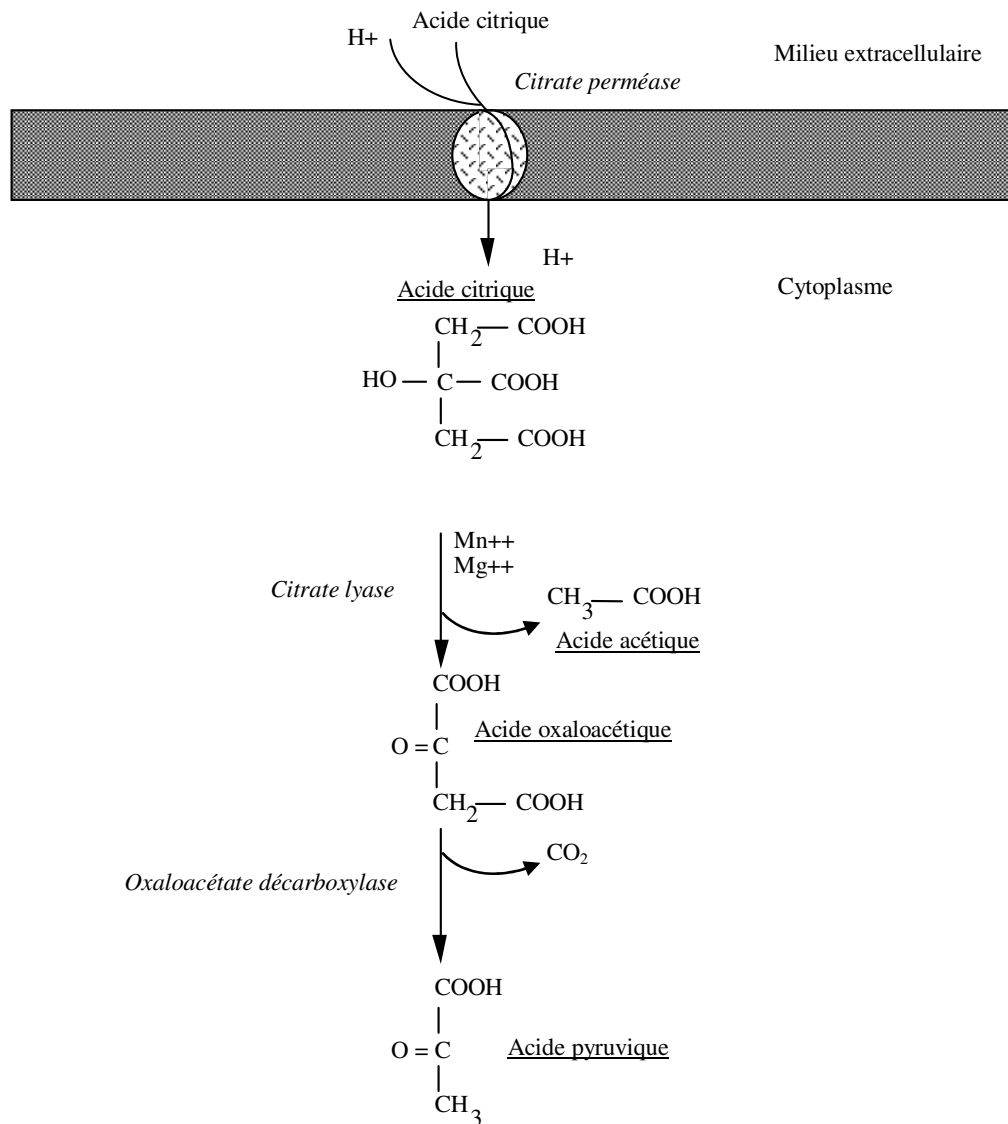 Acide citrique
H+
Milieu extracellulaire
Citrate perméase
H+
Acide citrique
Cytoplasme
CH2 — COOH
HO — C — COOH
CH2 — COOH
Mn++
Mg++
Citrate lyase
CH3 — COOH
Acide acétique
COOH
Acide oxaloacétique
O = C
CH2 — COOH
CO₂
Oxaloacétate décarboxylase
COOH
O = C
Acide pyruvique
CH3